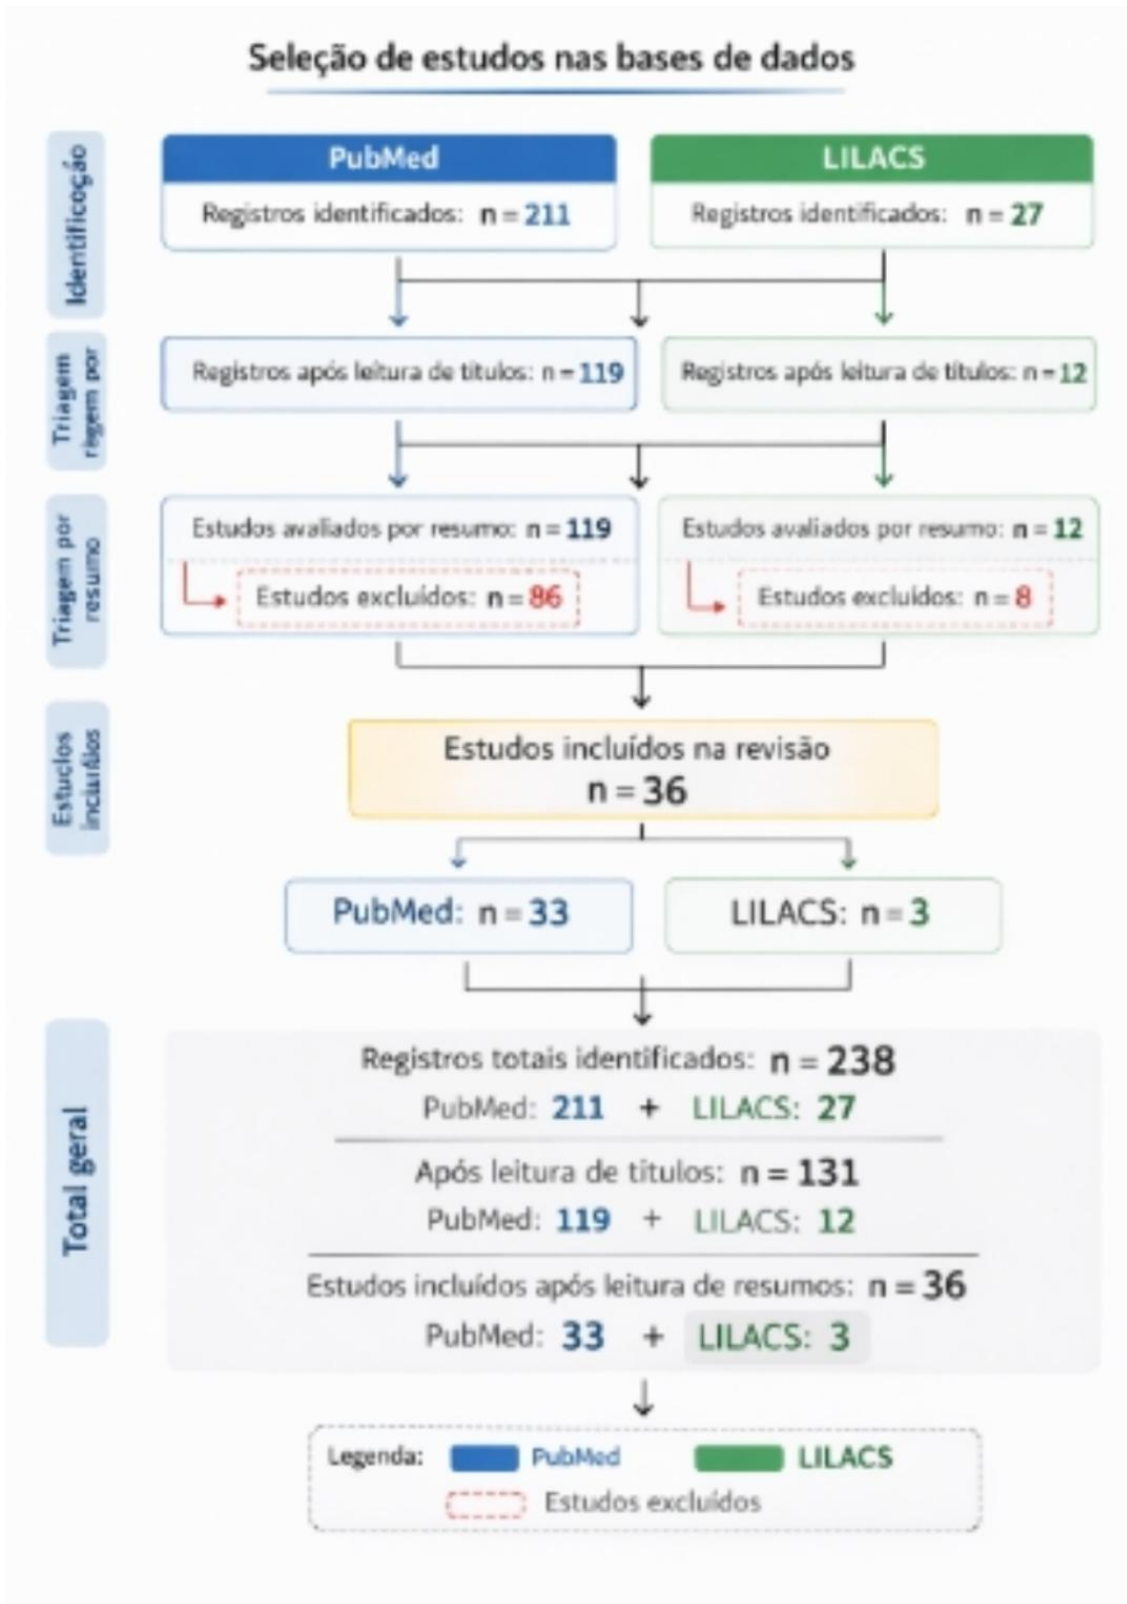 Seleção de estudos nas bases de dados
Identificoção
PubMed
Registros identificados: n = 211
LILACS
Registros identificados: n = 27
Triagem
Registros após leitura de títulos: n = 119
Registros após leitura de títulos: n = 12
Triagem por
resumo
Estudos avaliados por resumo: n = 119
Estudos excluídos: n = 86
Estudos avaliados por resumo: n = 12
Estudos excluídos: n = 8
Estudos incluídos na revisão
n = 36
PubMed: n = 33
LILACS: n = 3
Total geral
Registros totais identificados: n = 238
PubMed: 211 + LILACS: 27
Após leitura de títulos: n = 131
PubMed: 119 + LILACS: 12
Estudos incluídos após leitura de resumos: n = 36
PubMed: 33 + LILACS: 3
Legenda: PubMed LILACS
Estudos excluídos